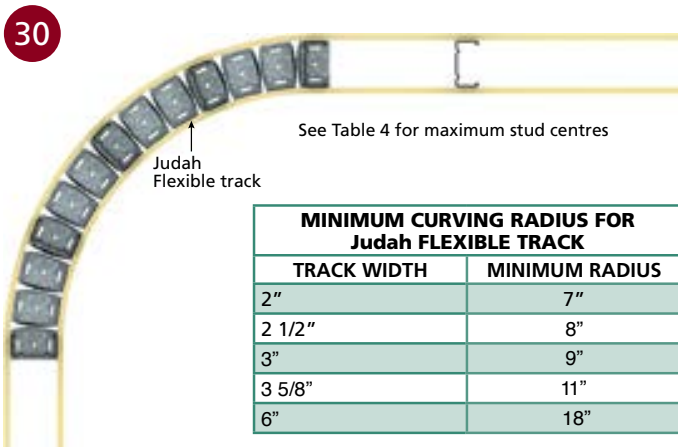 30
See Table 4 for maximum stud centres
Judah
Flexible track
MINIMUM CURVING RADIUS FOR
Judah FLEXIBLE TRACK
TRACK WIDTH MINIMUM RADIUS
2” 7”
2 1/2” 8”
3” 9”
3 5/8” 11”
6” 18”